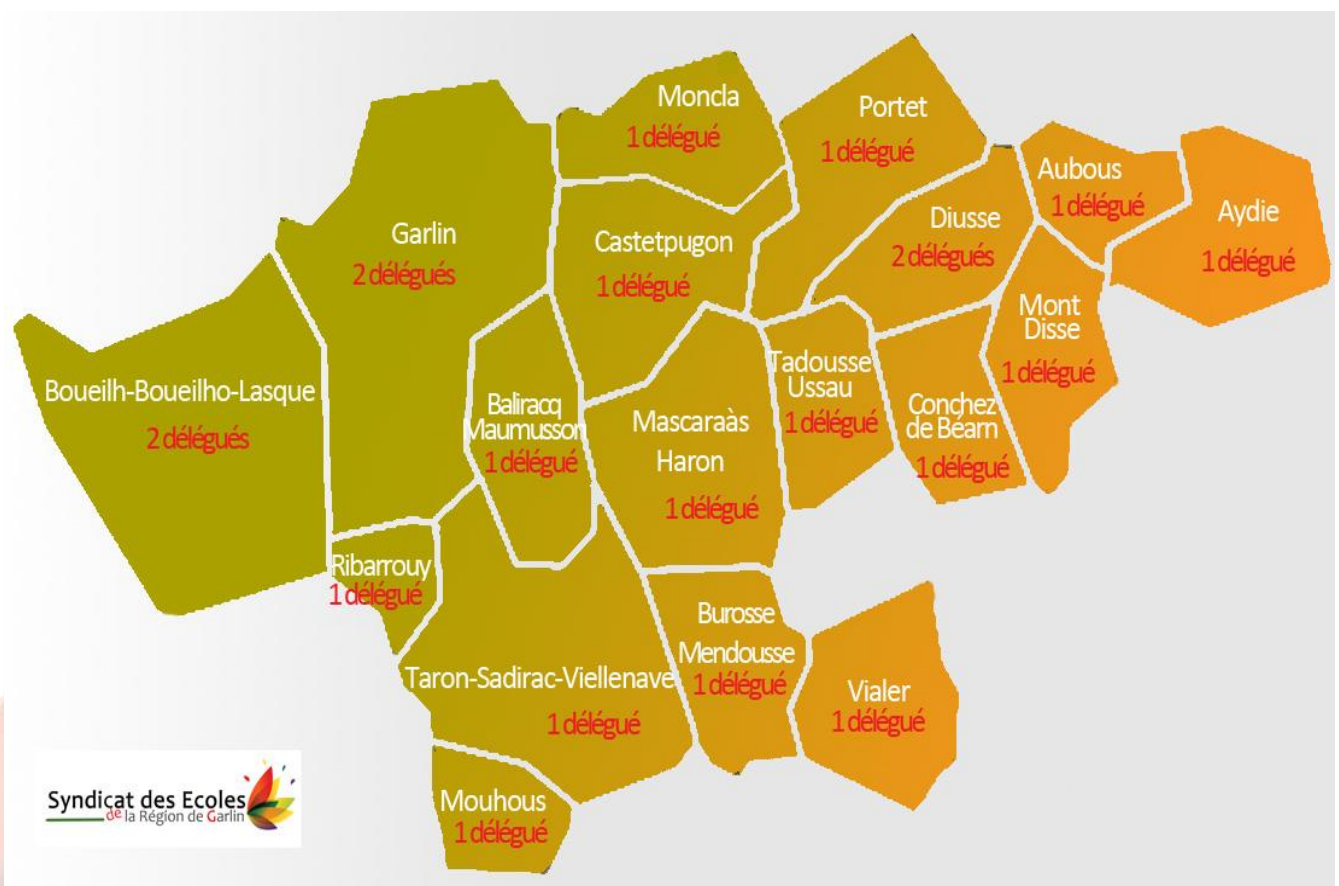 Moncla
1 délégué
Portet
1 délégué
Aubous
1 délégué
Aydie
1 délégué
Garlin
2 délégués
Castetpugon
1 délégué
Diusse
2 délégués
Mont
Disse
1 délégué
Boueilh-Boueilho-Lasque
2 délégués
Baliracq
Maumusson
1 délégué
Mascaraàs
Haron
1 délégué
Tadousse
Ussau
1 délégué
Conchez
de Béarn
1 délégué
Ribarrouy
1 délégué
Taron-Sadirac-Viellenave
1 délégué
Burosse
Mendousse
1 délégué
Vialer
1 délégué
Mouhous
1 délégué
Syndicat des Ecoles
de la Région de Garlin